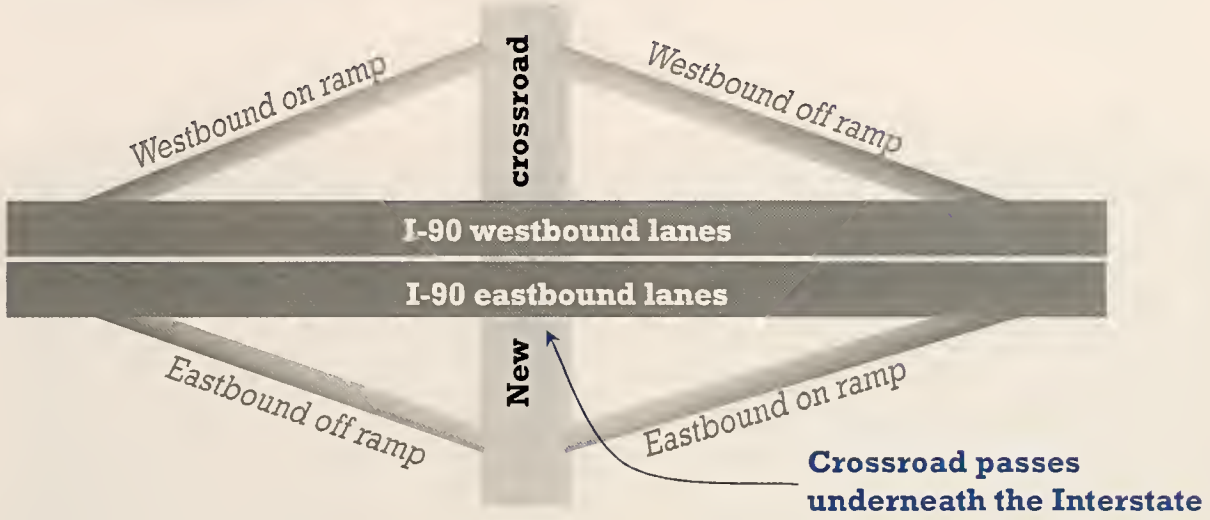 Westbound on ramp
crossroad
Westbound off ramp
I-90 westbound lanes
I-90 eastbound lanes
New
Eastbound off ramp
Eastbound on ramp
Crossroad passes
underneath the Interstate